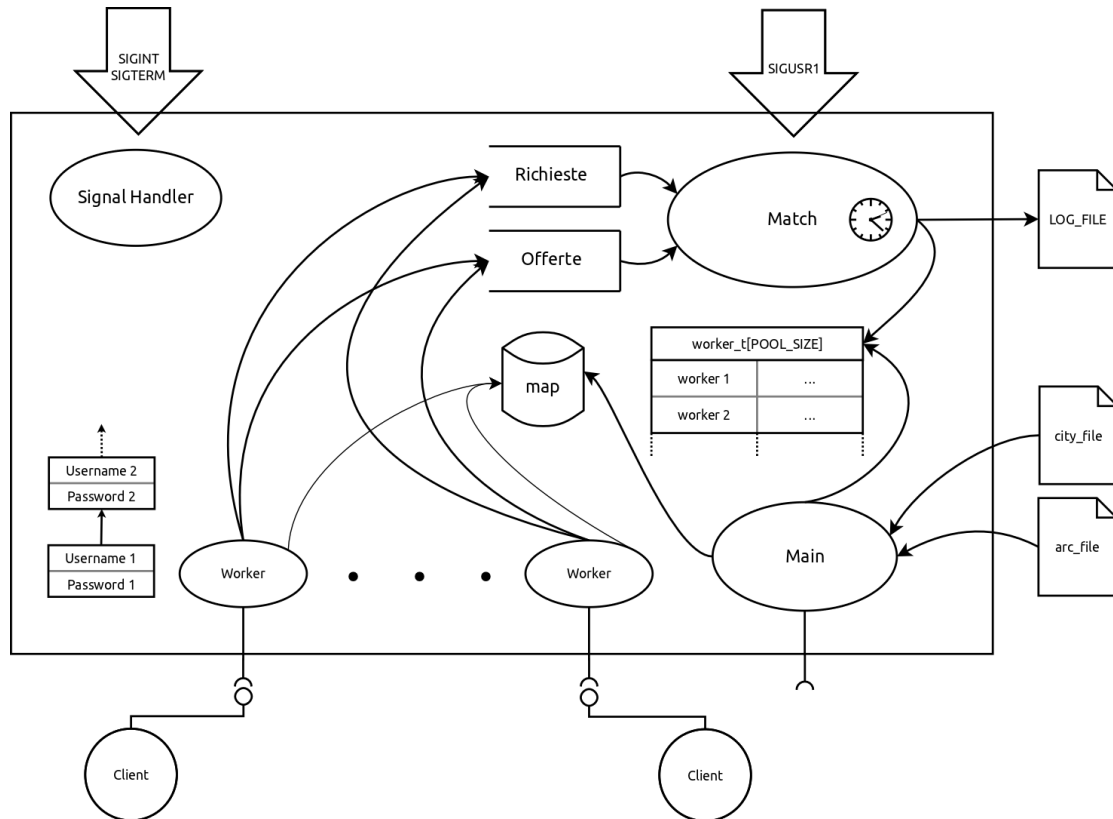 SIGINT
SIGTERM
SIGUSR1
Signal Handler
Richieste
Offerte
Match
LOG_FILE
map
worker_t[POOL_SIZE]
worker 1
...
worker 2
...
city_file
arc_file
Username 2
Password 2
Username 1
Password 1
Worker
Worker
Main
Client
Client